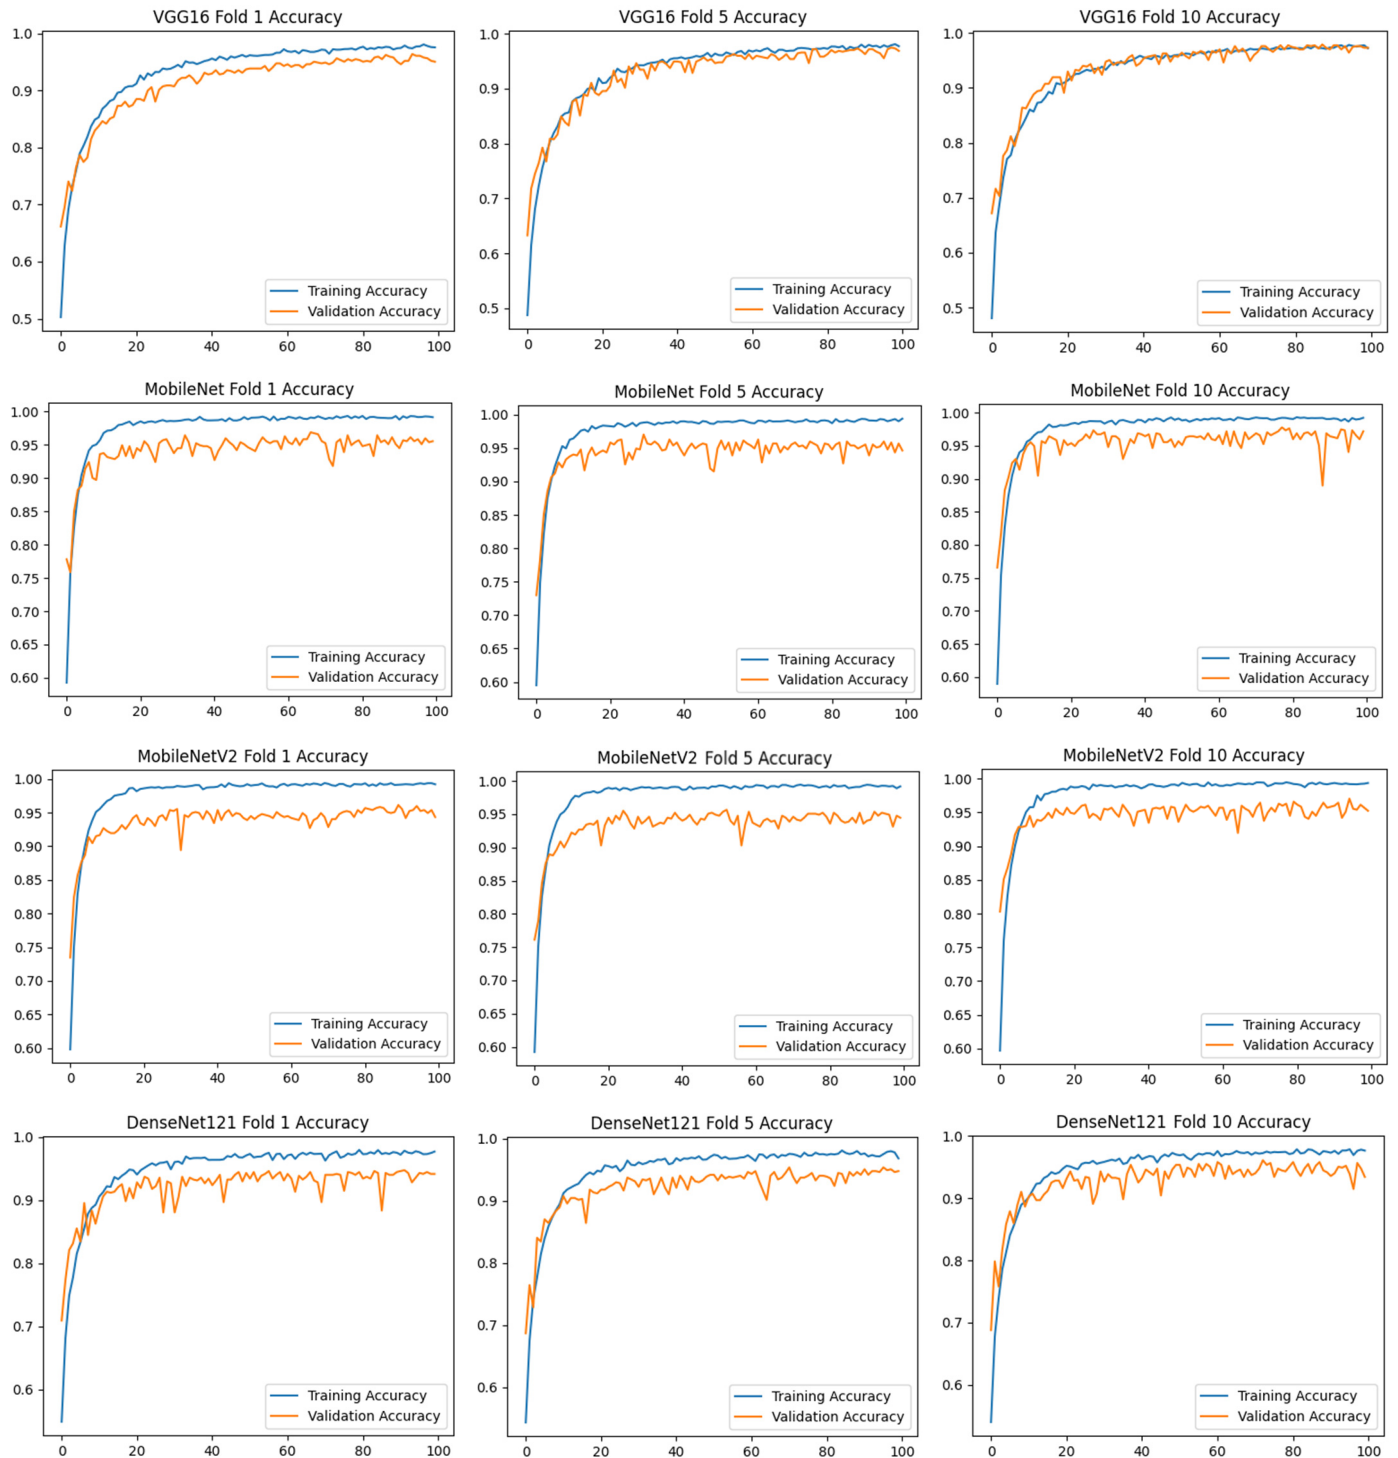 VGG16 Fold 1 Accuracy
1.0
0.9
0.8
0.7
0.6
0.5
0 20 40 60 80 100
Training Accuracy
Validation Accuracy
VGG16 Fold 5 Accuracy
1.0
0.9
0.8
0.7
0.6
0.5
0 20 40 60 80 100
Training Accuracy
Validation Accuracy
VGG16 Fold 10 Accuracy
1.0
0.9
0.8
0.7
0.6
0.5
0 20 40 60 80 100
Training Accuracy
Validation Accuracy
MobileNet Fold 1 Accuracy
1.00
0.95
0.90
0.85
0.80
0.75
0.70
0.65
0.60
0 20 40 60 80 100
Training Accuracy
Validation Accuracy
MobileNet Fold 5 Accuracy
1.00
0.95
0.90
0.85
0.80
0.75
0.70
0.65
0.60
0 20 40 60 80 100
Training Accuracy
Validation Accuracy
MobileNet Fold 10 Accuracy
1.00
0.95
0.90
0.85
0.80
0.75
0.70
0.65
0.60
0 20 40 60 80 100
Training Accuracy
Validation Accuracy
MobileNetV2 Fold 1 Accuracy
1.00
0.95
0.90
0.85
0.80
0.75
0.70
0.65
0.60
0 20 40 60 80 100
Training Accuracy
Validation Accuracy
MobileNetV2 Fold 5 Accuracy
1.00
0.95
0.90
0.85
0.80
0.75
0.70
0.65
0.60
0 20 40 60 80 100
Training Accuracy
Validation Accuracy
MobileNetV2 Fold 10 Accuracy
1.00
0.95
0.90
0.85
0.80
0.75
0.70
0.65
0.60
0 20 40 60 80 100
Training Accuracy
Validation Accuracy
DenseNet121 Fold 1 Accuracy
1.0
0.9
0.8
0.7
0.6
0 20 40 60 80 100
Training Accuracy
Validation Accuracy
DenseNet121 Fold 5 Accuracy
1.0
0.9
0.8
0.7
0.6
0 20 40 60 80 100
Training Accuracy
Validation Accuracy
DenseNet121 Fold 10 Accuracy
1.0
0.9
0.8
0.7
0.6
0 20 40 60 80 100
Training Accuracy
Validation Accuracy